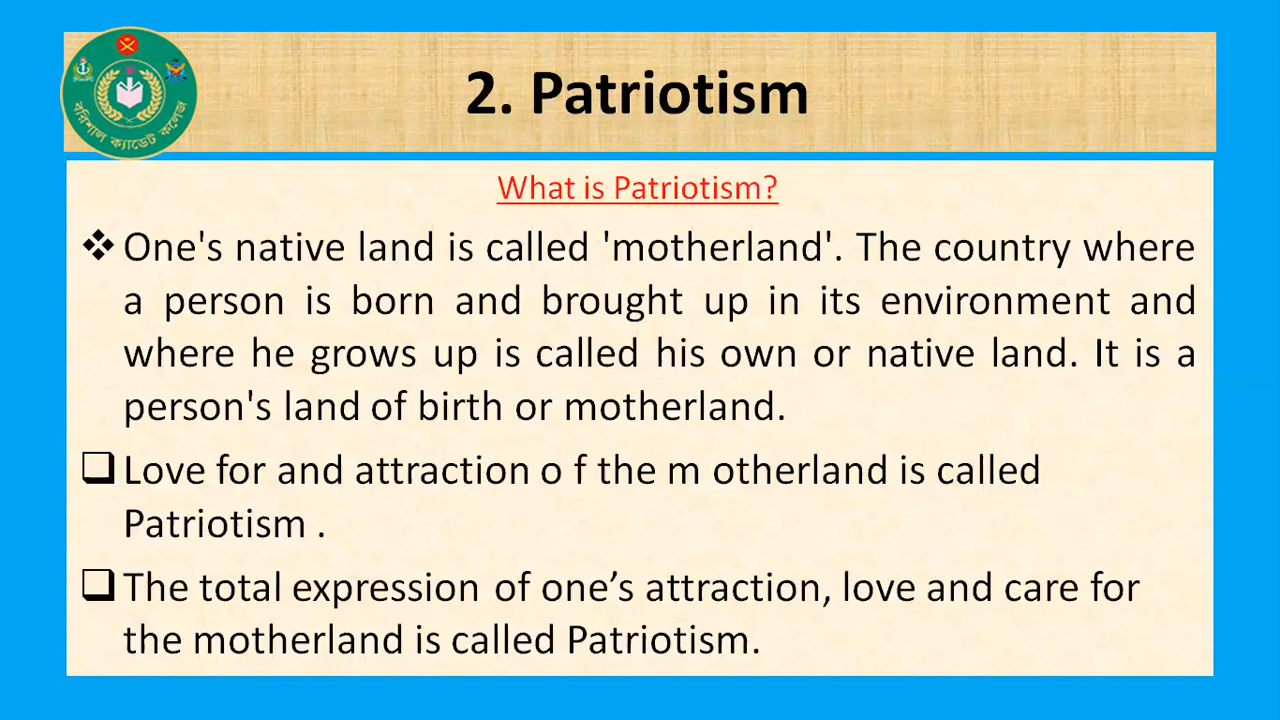 বরিশাল ক্যাডেট কলেজ
2. Patriotism
What is Patriotism?
One's native land is called 'motherland'. The country where
a person is born and brought up in its environment and
where he grows up is called his own or native land. It is a
person's land of birth or motherland.
Love for and attraction o f the m otherland is called
Patriotism .
The total expression of one’s attraction, love and care for
the motherland is called Patriotism.